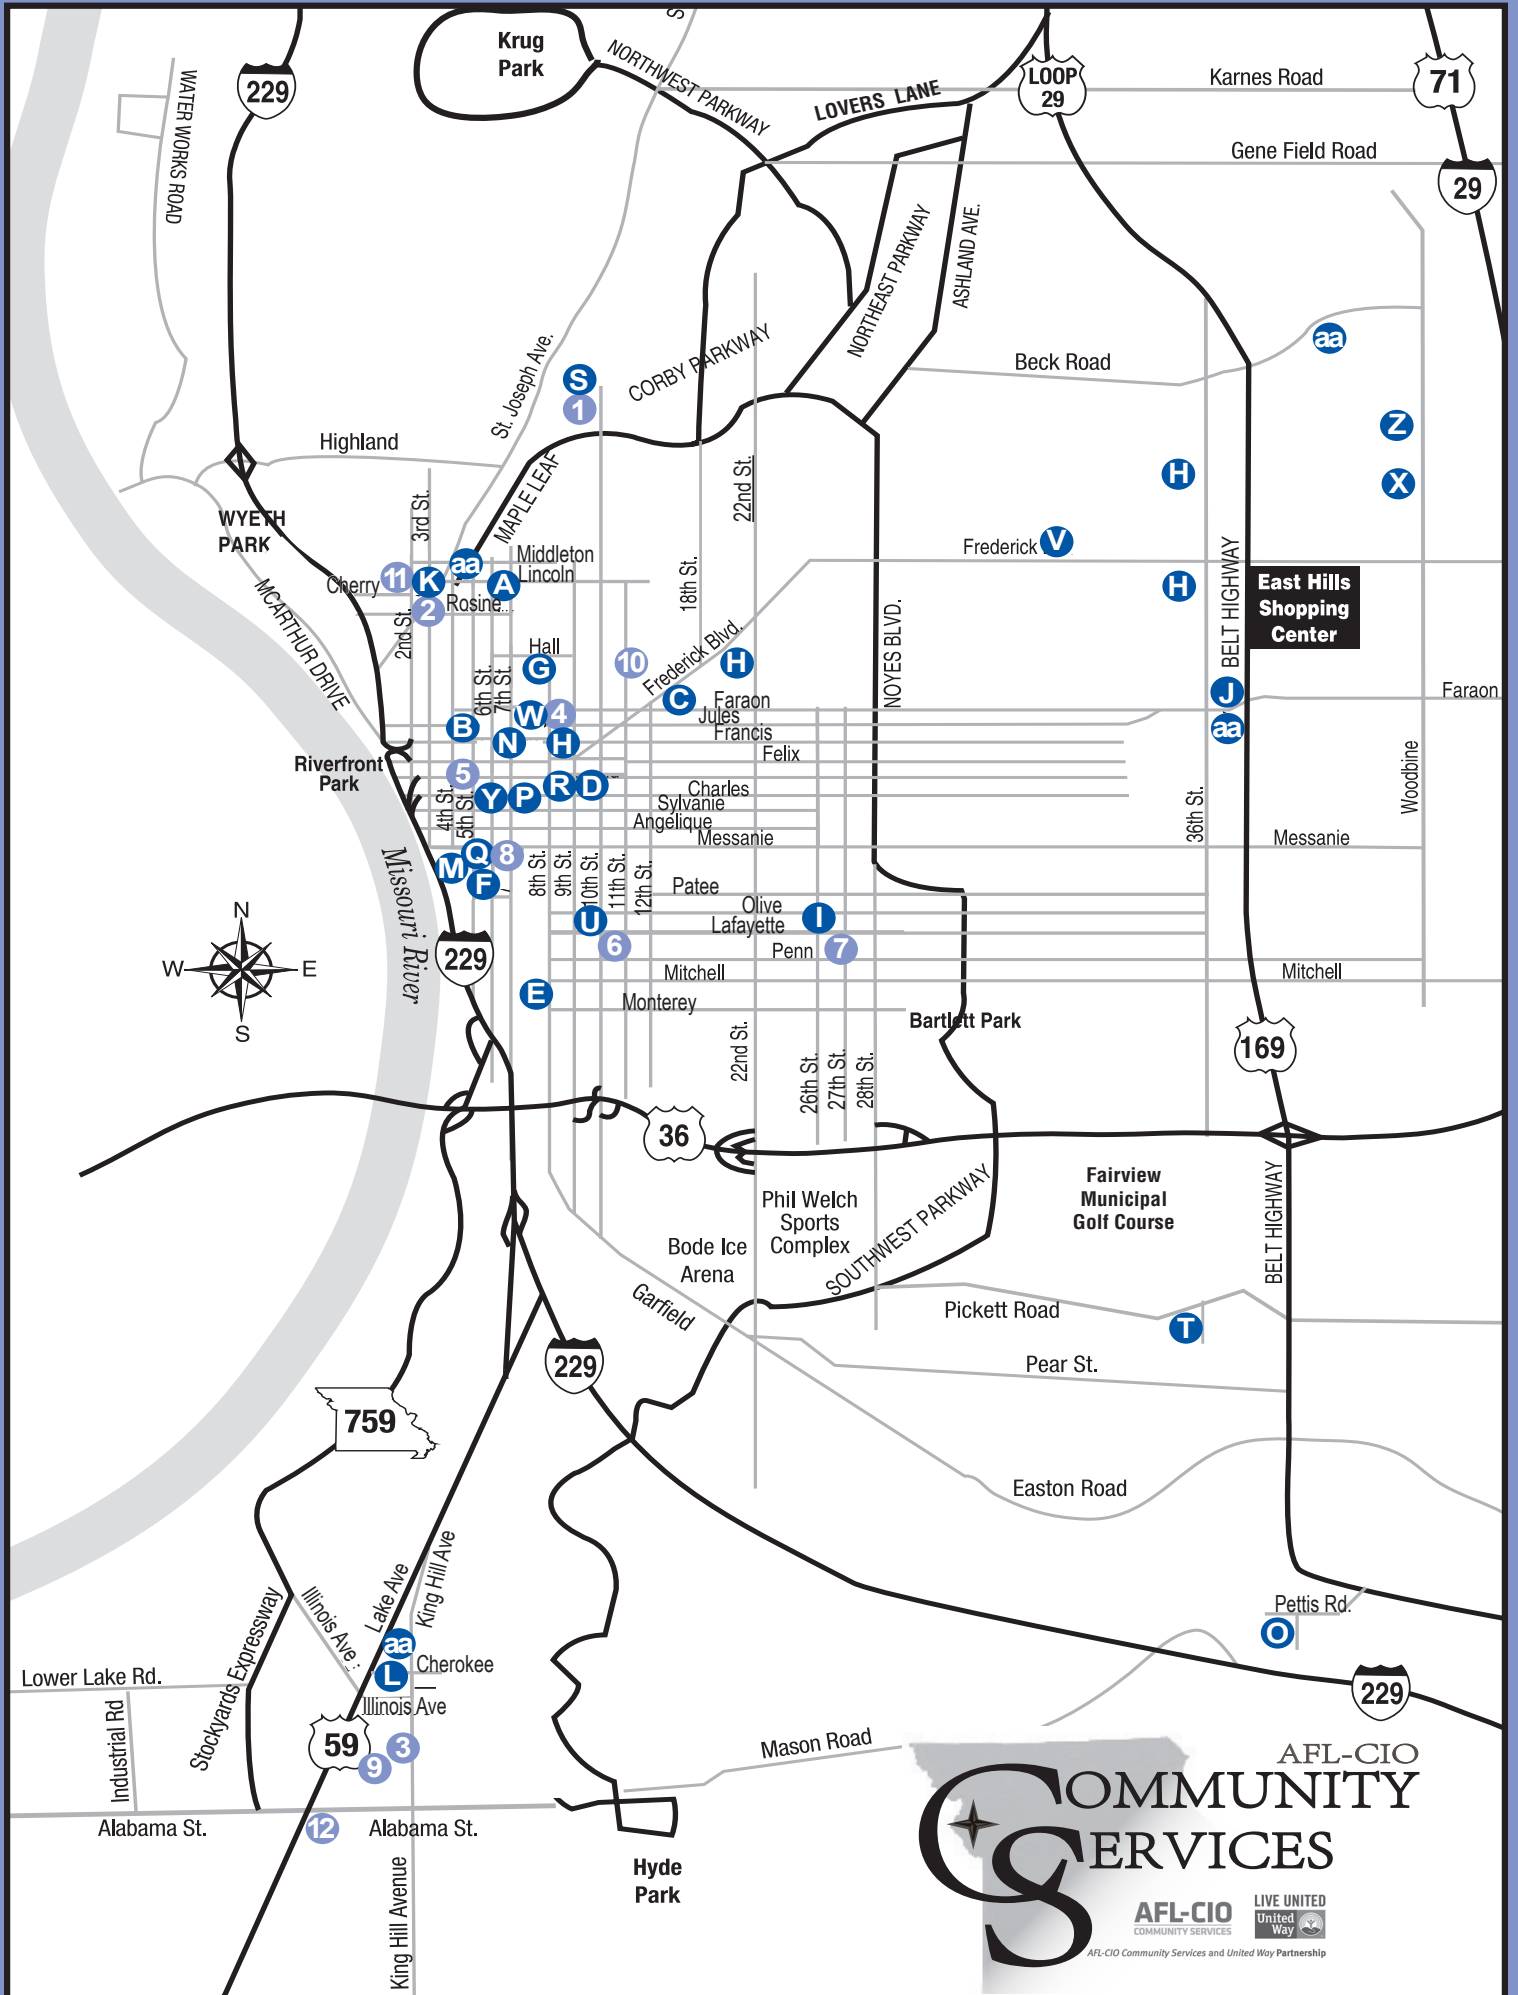 Krug
Park
NORTHWEST PARKWAY
S
229
WATER WORKS ROAD
LOVERS LANE
LOOP
29
Karnes Road
71
Gene Field Road
29
NORTHEAST PARKWAY
ASHLAND AVE.
St. Joseph Ave.
CORBY PARKWAY
S
1
Beck Road
aa
Z
X
H
Highland
MAPLE LEAF
3rd St.
22nd St.
WYETH
PARK
Frederick
V
BELT HIGHWAY
H
East Hills
Shopping
Center
Middleton
Lincoln
aa
11
K
A
Cherry
2
Rosine
2nd St.
MCARTHUR DRIVE
18th St.
NOYES BLVD.
Hall
G
10
Frederick Blvd.
H
C
6th St.
7th St.
Faraon
Jules
Francis
Felix
J
aa
Faraon
B
W
4
N
H
Riverfront
Park
5
Y
P
R
D
Charles
Sylvanie
Angelique
Messanie
4th St.
5th St.
36th St.
Woodbine
Messanie
Missouri River
M
Q
8
F
8th St.
9th St.
10th St.
11th St.
12th St.
Patee
Olive
Lafayette
I
U
6
Penn
7
Mitchell
Mitchell
N
W
E
S
229
E
Monterey
Bartlett Park
169
22nd St.
26th St.
27th St.
28th St.
36
Phil Welch
Sports
Complex
SOUTHWEST PARKWAY
Fairview
Municipal
Golf Course
BELT HIGHWAY
Bode Ice
Arena
Garfield
Pickett Road
T
229
Pear St.
759
Easton Road
Stockyards Expressway
Illinois Ave.
Lake Ave
King Hill Ave
aa
L
Cherokee
Illinois Ave
Pettis Rd.
O
Lower Lake Rd.
Industrial Rd
229
59
3
9
Mason Road
Alabama St.
12
Alabama St.
King Hill Avenue
Hyde
Park
AFL-CIO
COMMUNITY
SERVICES
AFL-CIO
COMMUNITY SERVICES
LIVE UNITED
United
Way
AFL-CIO Community Services and United Way Partnership